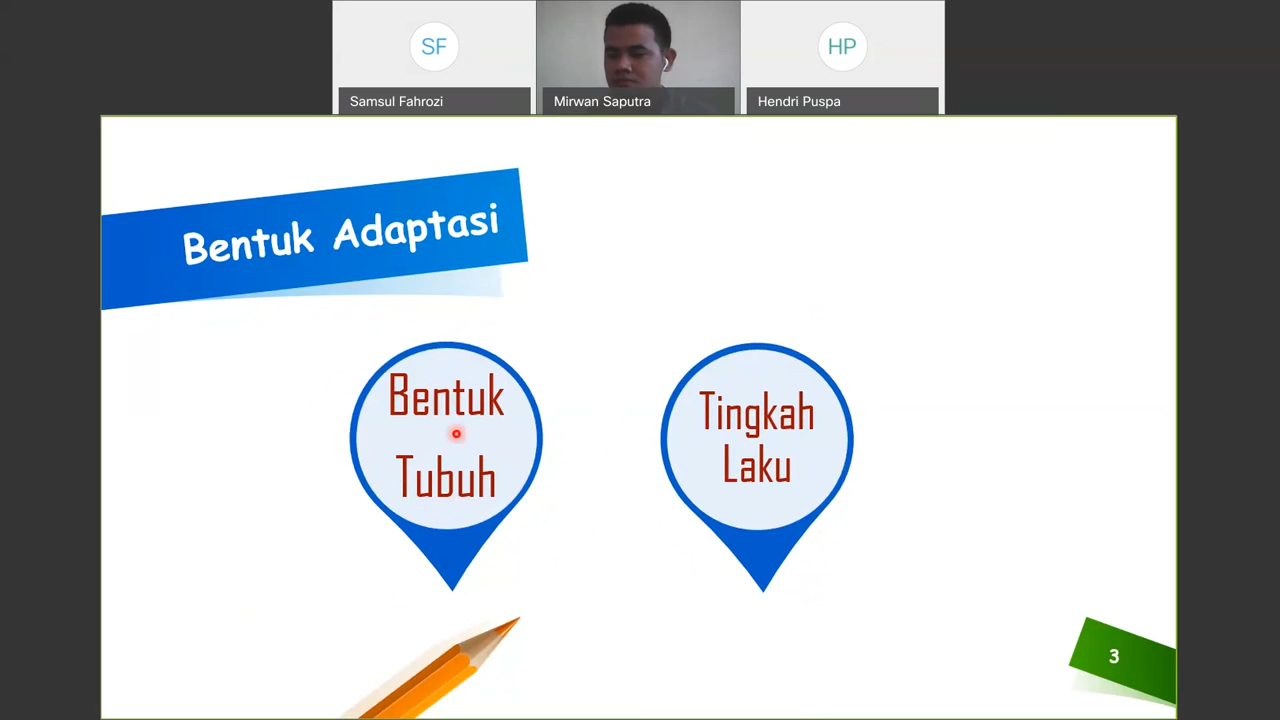 SF
HP
Samsul Fahrozi
Mirwan Saputra
Hendri Puspa
Bentuk Adaptasi
Bentuk
Tubuh
Tingkah
Laku
3